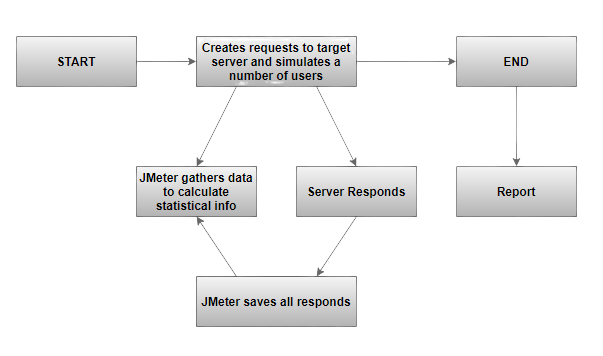 START
Creates requests to target
server and simulates a
number of users
END
JMeter gathers data
to calculate
statistical info
Server Responds
Report
JMeter saves all responds